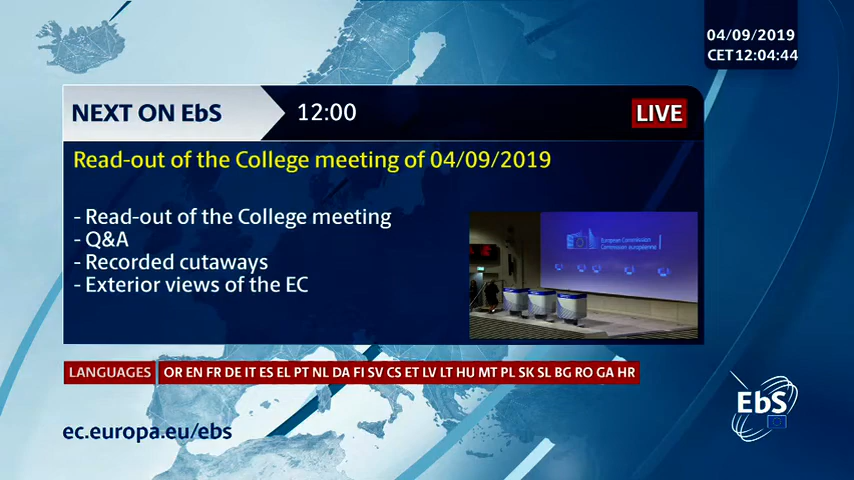 04/09/2019
CET 12:04:44
NEXT ON EbS
12:00
LIVE
Read-out of the College meeting of 04/09/2019
- Read-out of the College meeting
- Q&A
- Recorded cutaways
- Exterior views of the EC
European Commission
Commission européenne
LANGUAGES OR EN FR DE IT ES EL PT NL DA FI SV CS ET LV LT HU MT PL SK SL BG RO GA HR
EbS
ec.europa.eu/ebs